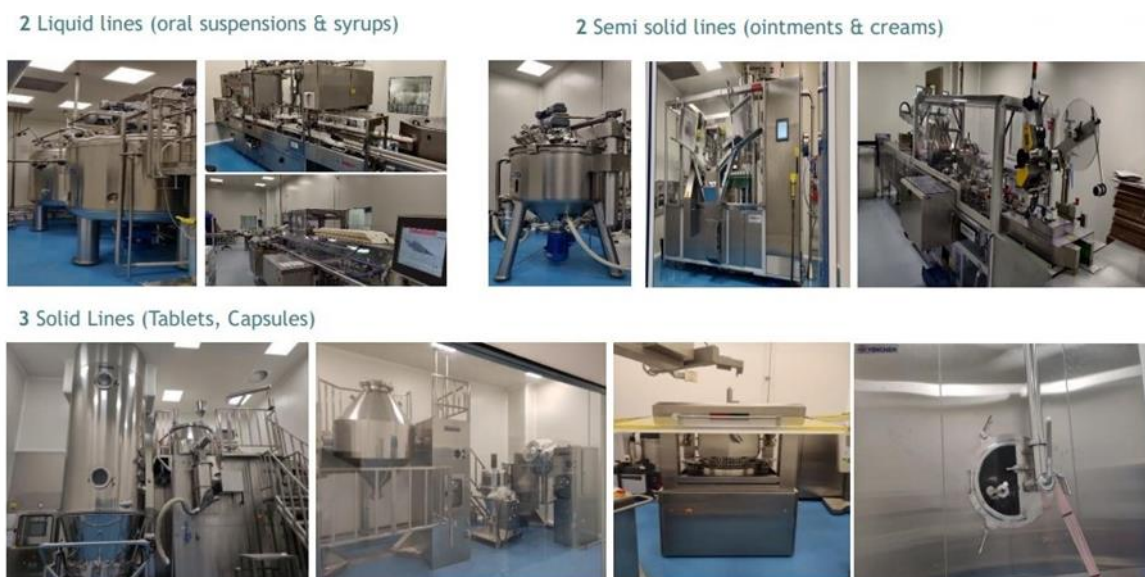 2 Liquid lines (oral suspensions & syrups)
2 Semi solid lines (ointments & creams)
3 Solid Lines (Tablets, Capsules)